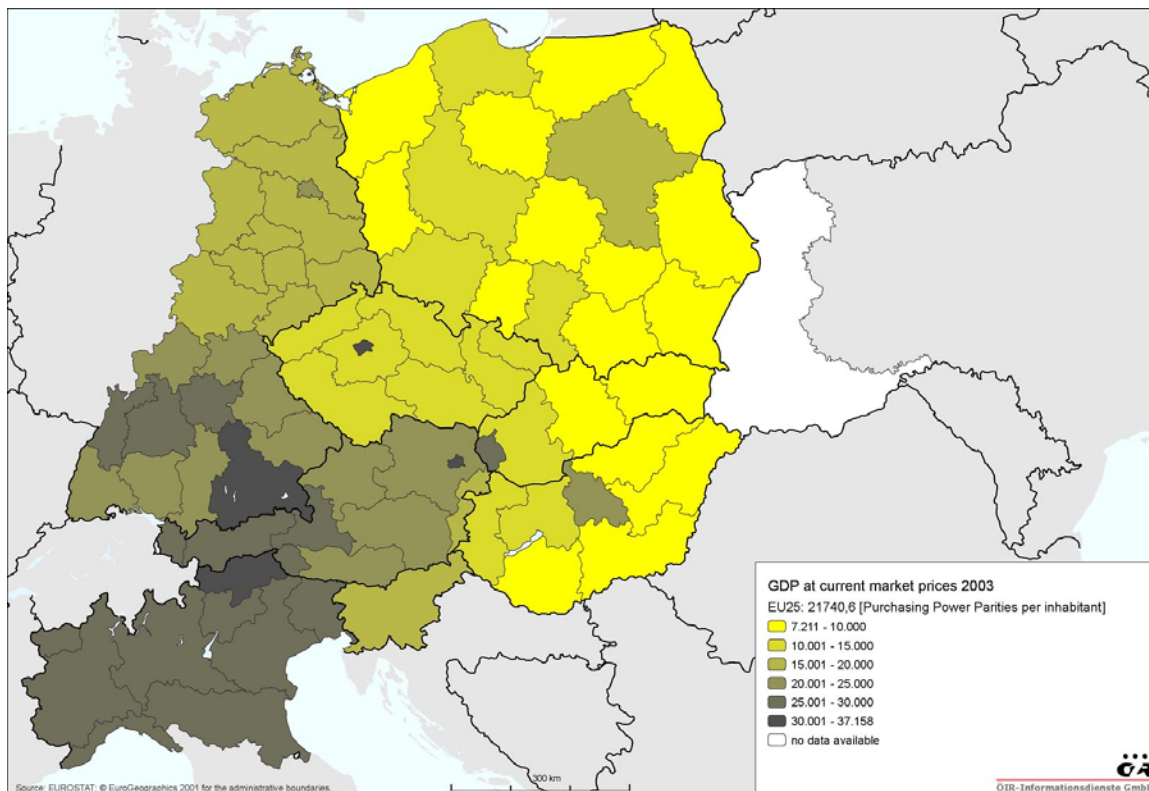 GDP at current market prices 2003
EU25: 21740,6 [Purchasing Power Parities per inhabitant]
7.211 - 10.000
10.001 - 15.000
15.001 - 20.000
20.001 - 25.000
25.001 - 30.000
30.001 - 37.158
no data available
300 km
Source: EUROSTAT; © EuroGeographics 2001 for the administrative boundaries.
ÖIR-Informationsdienste GmbH